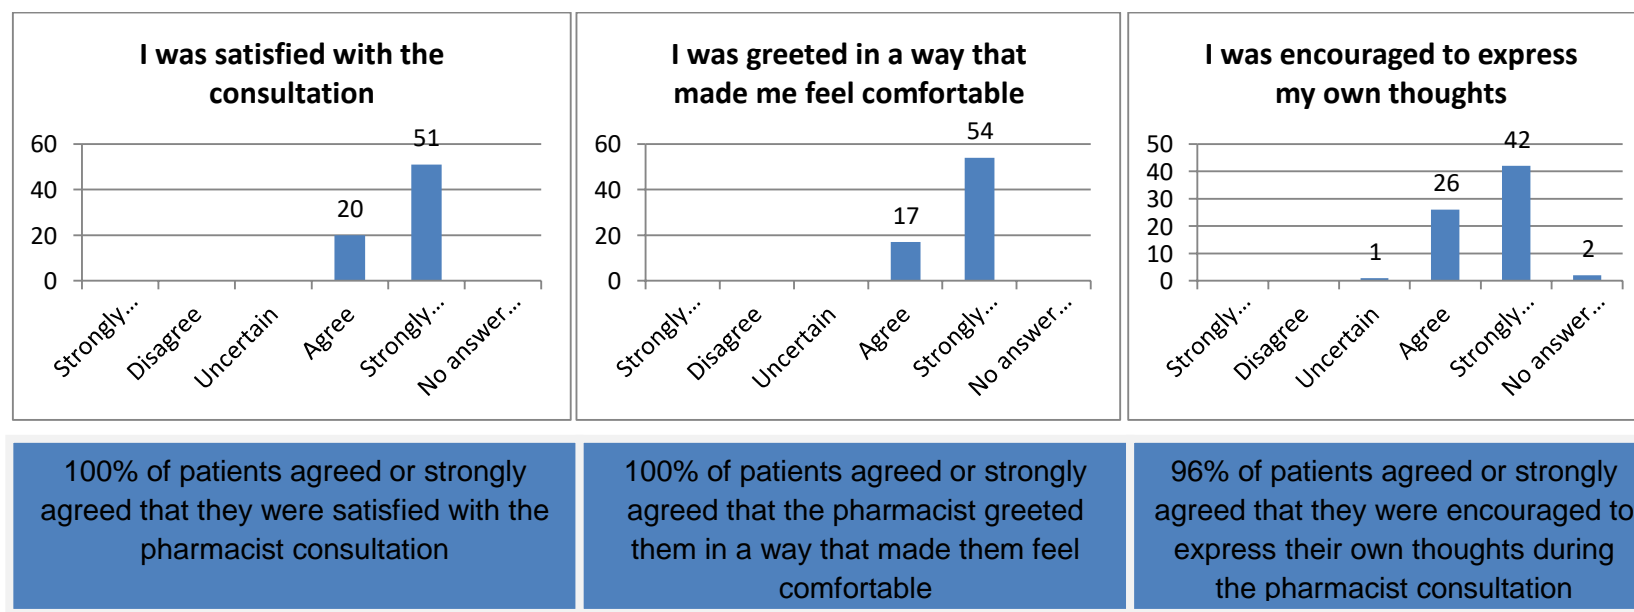 I was satisfied with the
consultation
51
60
40
20
20
0
Strongly...
Disagree
Uncertain
Agree
Strongly...
No answer...
I was greeted in a way that
made me feel comfortable
54
60
40
17
20
0
Strongly...
Disagree
Uncertain
Agree
Strongly...
No answer...
I was encouraged to express
my own thoughts
42
50
40
26
30
20
10
1
2
0
Strongly...
Disagree
Uncertain
Agree
Strongly...
No answer...
100% of patients agreed or strongly
agreed that they were satisfied with the
pharmacist consultation
100% of patients agreed or strongly
agreed that the pharmacist greeted
them in a way that made them feel
comfortable
96% of patients agreed or strongly
agreed that they were encouraged to
express their own thoughts during
the pharmacist consultation